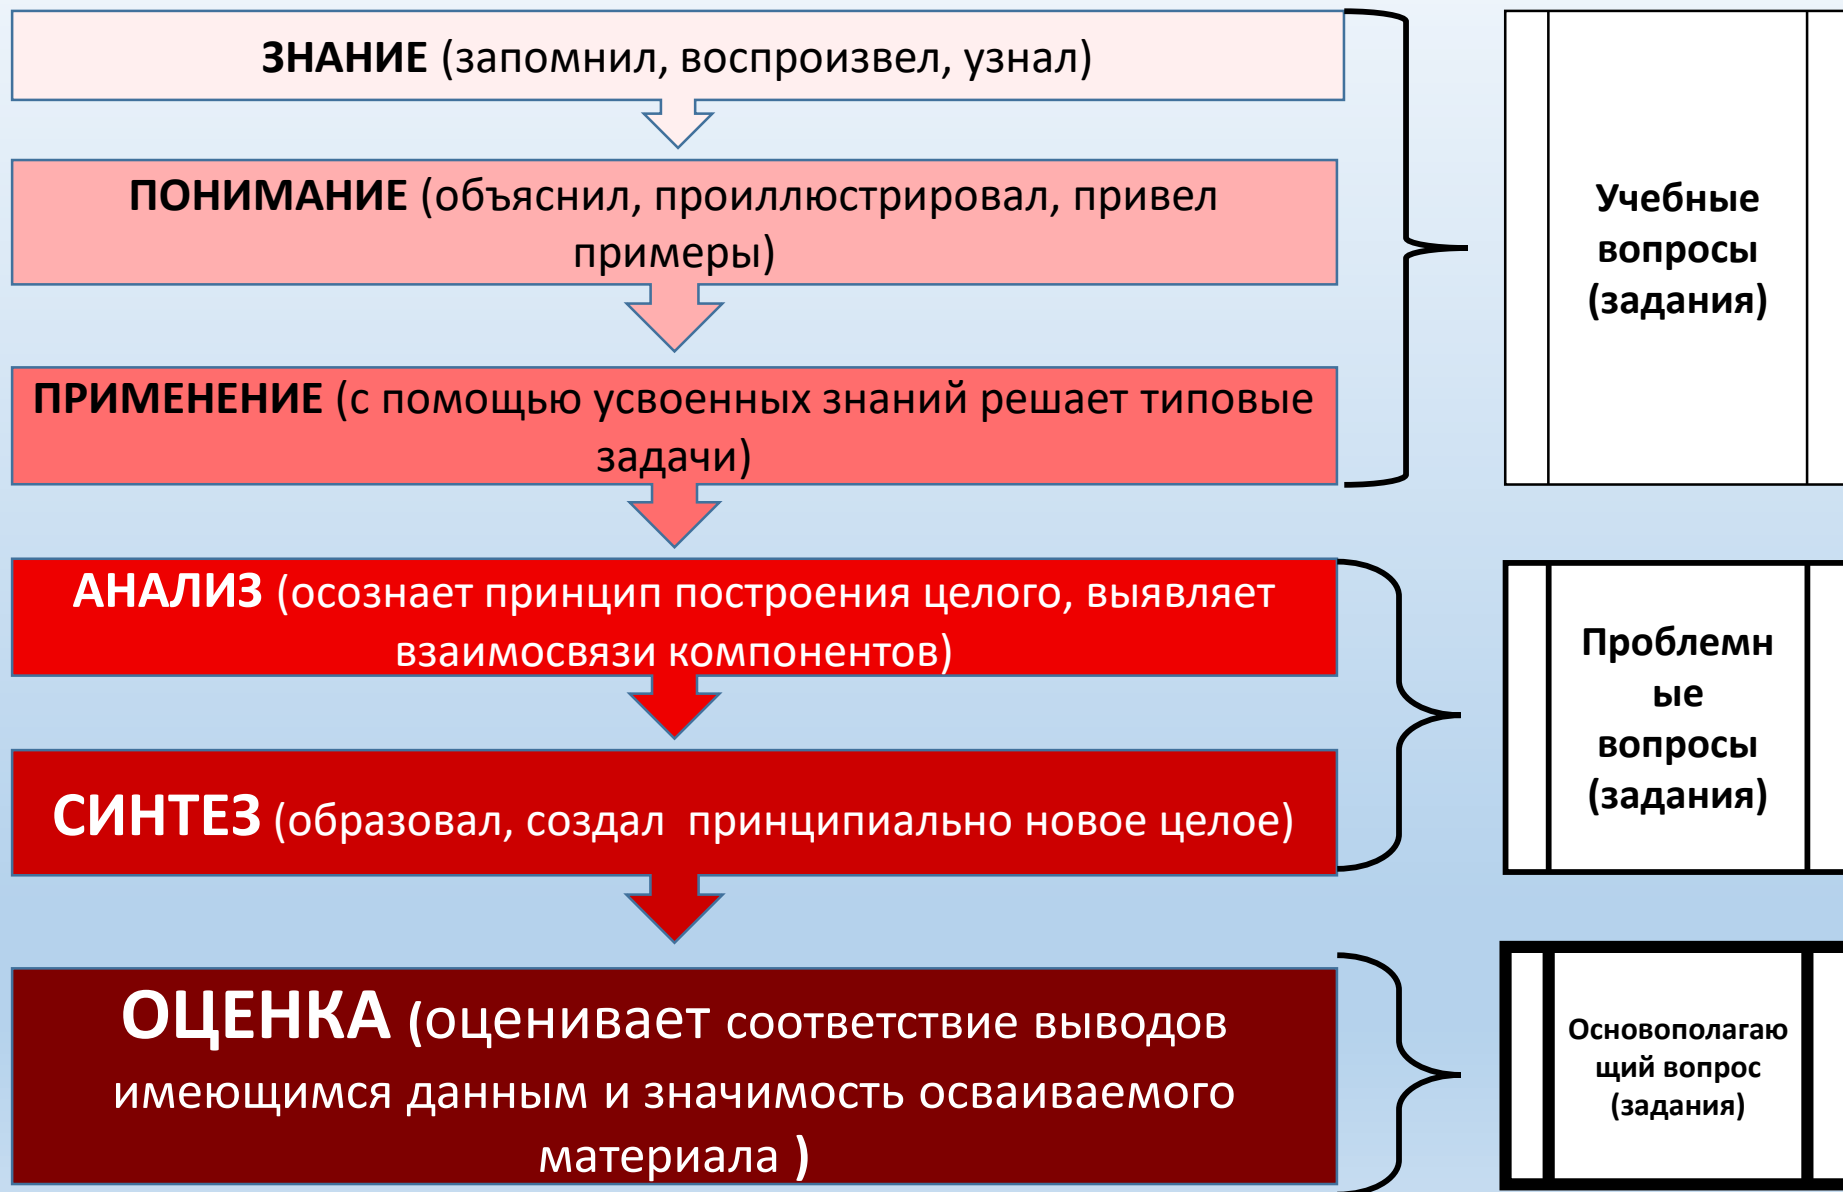 ЗНАНИЕ (запомнил, воспроизвел, узнал)
ПОНИМАНИЕ (объяснил, проиллюстрировал, привел
примеры)
ПРИМЕНЕНИЕ (с помощью усвоенных знаний решает типовые
задачи)
Учебные
вопросы
(задания)
АНАЛИЗ (осознает принцип построения целого, выявляет
взаимосвязи компонентов)
СИНТЕЗ (образовал, создал  принципиально новое целое)
Проблемн
ые
вопросы
(задания)
ОЦЕНКА (оценивает соответствие выводов
имеющимся данным и значимость осваиваемого
материала )
Основополагаю
щий вопрос
(задания)